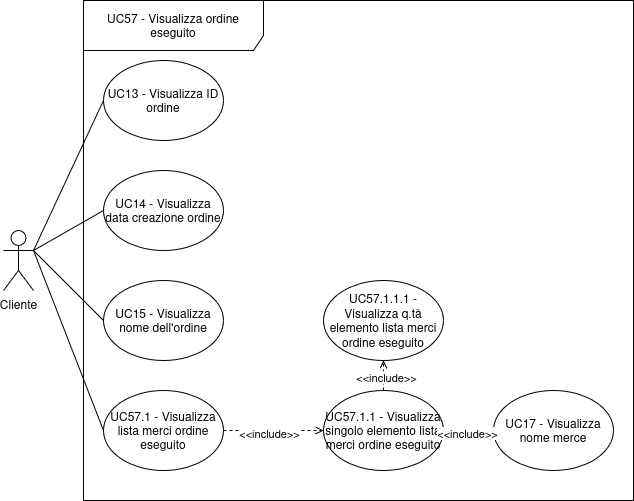 UC57 - Visualizza ordine
eseguito
UC13 - Visualizza ID
ordine
UC14 - Visualizza
data creazione ordine
Cliente
UC15 - Visualizza
nome dell'ordine
UC57.1.1.1 -
Visualizza q.tà
elemento lista merci
ordine eseguito
<<include>>
UC57.1 - Visualizza
lista merci ordine
eseguito
<<include>>
UC57.1.1 - Visualizza
singolo elemento lista
merci ordine eseguito
<<include>>
UC17 - Visualizza
nome merce